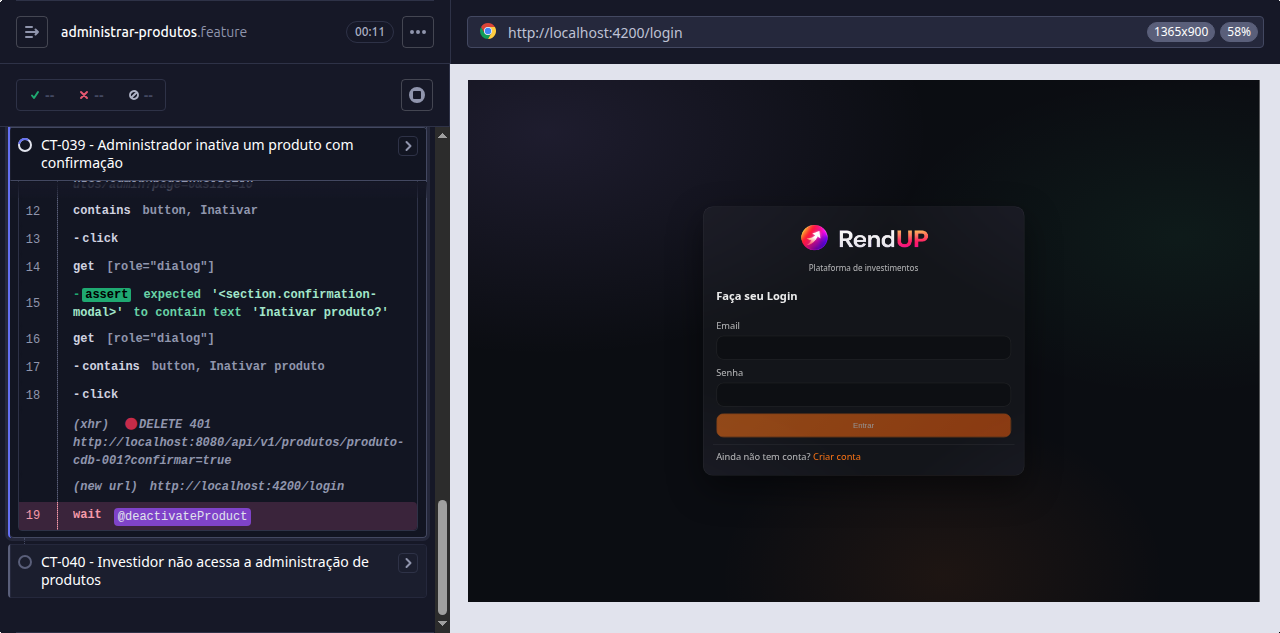 administrar-produtos.feature
00:11
--
--
--
CT-039 - Administrador inativa um produto com
confirmação
12 contains button, Inativar
13 -click
14 get [role="dialog"]
15 -assert expected '<section.confirmation-
modal>' to contain text 'Inativar produto?'
16 get [role="dialog"]
17 -contains button, Inativar produto
18 -click
(xhr) DELETE 401
http://localhost:8080/api/v1/produtos/produto-
cdb-001?confirmar=true
(new url) http://localhost:4200/login
19 wait @deactivateProduct
CT-040 - Investidor não acessa a administração de
produtos
http://localhost:4200/login
1365x900
58%
RendUP
Plataforma de investimentos
Faça seu Login
Email
Senha
Entrar
Ainda não tem conta? Criar conta